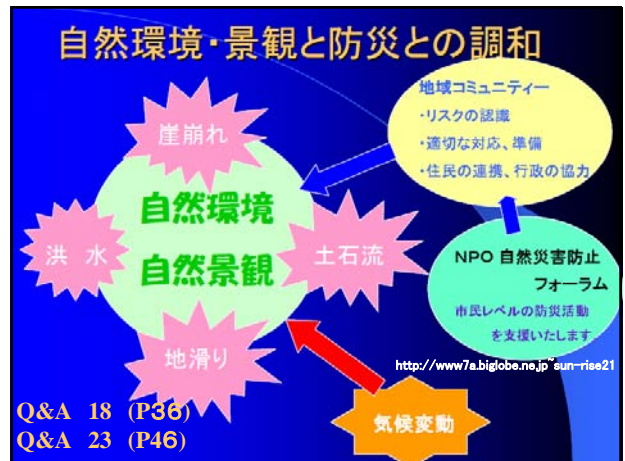 自然環境・景観と防災との調和
地域コミュニティー
・リスクの認識
・適切な対応、準備
・住民の連携、行政の協力
崖崩れ
自然環境
自然景観
洪 水
土石流
地滑り
NPO 自然災害防止
フォーラム
市民レベルの防災活動
を支援いたします
http://www7a.biglobe.ne.jp~sun-rise21
気候変動
Q&A 18 (P36)
Q&A 23 (P46)